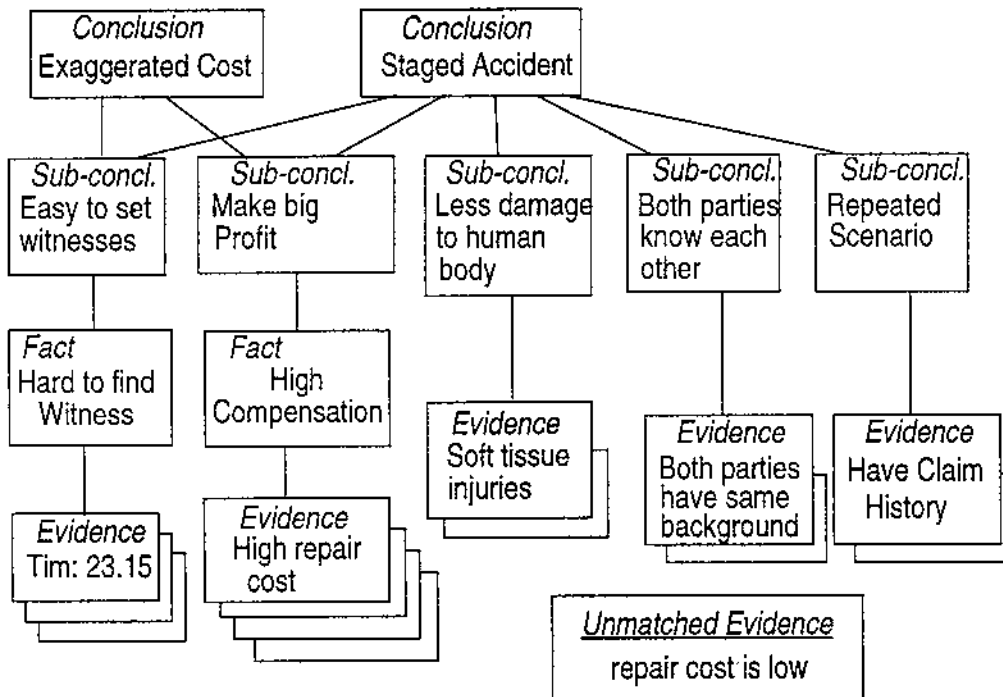 Conclusion
Exaggerated Cost
Conclusion
Staged Accident
Sub-concl.
Easy to set
witnesses
Sub-concl.
Make big
Profit
Sub-concl.
Less damage
to human
body
Sub-concl.
Both parties
know each
other
Sub-concl.
Repeated
Scenario
Fact
Hard to find
Witness
Fact
High
Compensation
Evidence
Soft tissue
injuries
Evidence
Both parties
have same
background
Evidence
Have Claim
History
Evidence
Tim: 23.15
Evidence
High repair
cost
Unmatched Evidence
repair cost is low